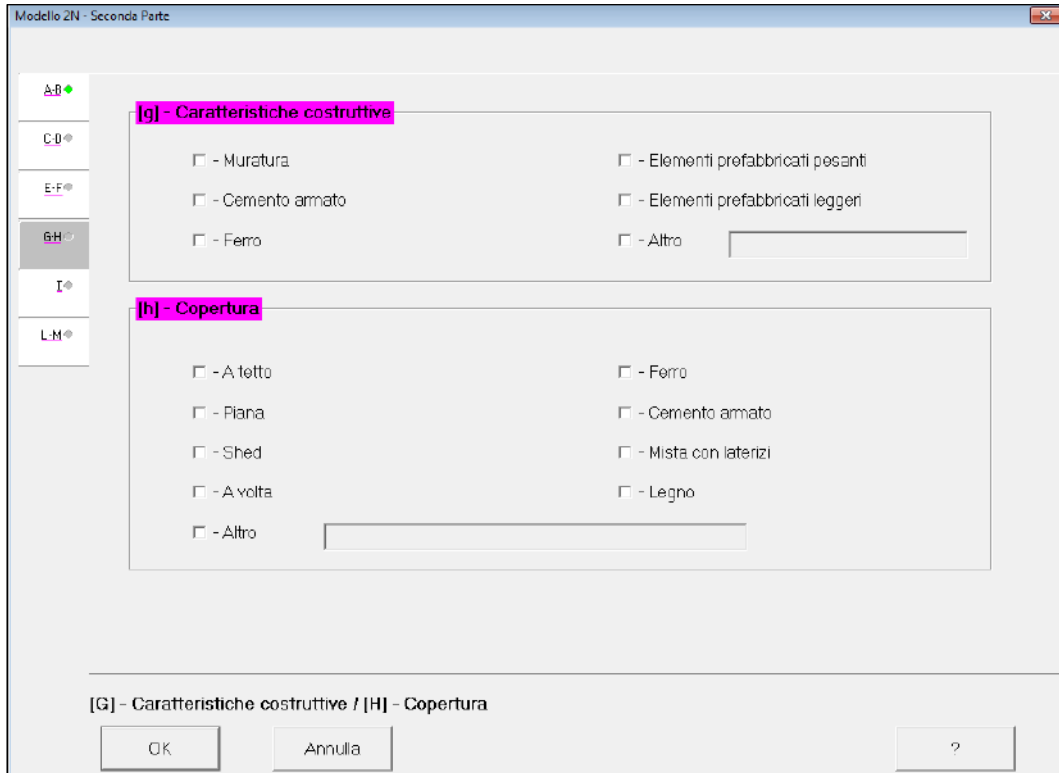 Modello 2N - Seconda Parte
A-B
C-D
E-F
G-H
I
L-M
[g] - Caratteristiche costruttive
- Muratura
- Elementi prefabbricati pesanti
- Cemento armato
- Elementi prefabbricati leggeri
- Ferro
- Altro
[h] - Copertura
- A tetto
- Ferro
- Piana
- Cemento armato
- Shed
- Mista con laterizi
- A volta
- Legno
- Altro
[G] - Caratteristiche costruttive / [H] - Copertura
OK
Annulla
?